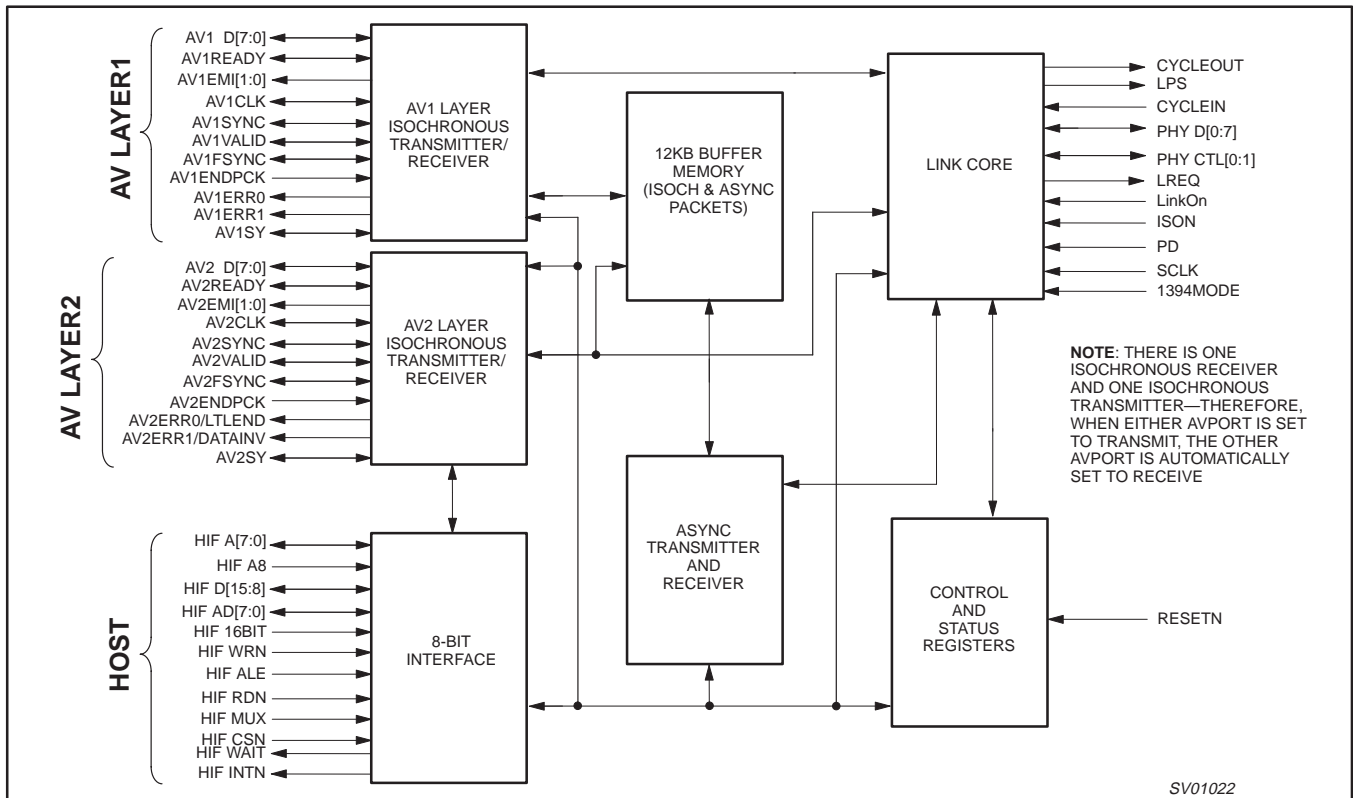 AV LAYER1
AV1 D[7:0]
AV1READY
AV1EMI[1:0]
AV1CLK
AV1SYNC
AV1VALID
AV1FSYNC
AV1ENDPCK
AV1ERR0
AV1ERR1
AV1SY
AV1 LAYER
ISOCHRONOUS
TRANSMITTER/
RECEIVER
AV LAYER2
AV2 D[7:0]
AV2READY
AV2EMI[1:0]
AV2CLK
AV2SYNC
AV2VALID
AV2FSYNC
AV2ENDPCK
AV2ERR0/LTLEND
AV2ERR1/DATAINV
AV2SY
AV2 LAYER
ISOCHRONOUS
TRANSMITTER/
RECEIVER
HOST
HIF A[7:0]
HIF A8
HIF D[15:8]
HIF AD[7:0]
HIF 16BIT
HIF WRN
HIF ALE
HIF RDN
HIF MUX
HIF CSN
HIF WAIT
HIF INTN
8-BIT
INTERFACE
12KB BUFFER
MEMORY
(ISOCH & ASYNC
PACKETS)
ASYNC
TRANSMITTER
AND
RECEIVER
LINK CORE
CYCLEOUT
LPS
CYCLEIN
PHY D[0:7]
PHY CTL[0:1]
LREQ
LinkOn
ISON
PD
SCLK
1394MODE
NOTE: THERE IS ONE
ISOCHRONOUS RECEIVER
AND ONE ISOCHRONOUS
TRANSMITTER—THEREFORE,
WHEN EITHER AVPORT IS SET
TO TRANSMIT, THE OTHER
AVPORT IS AUTOMATICALLY
SET TO RECEIVE
CONTROL
AND
STATUS
REGISTERS
RESETN
SV01022